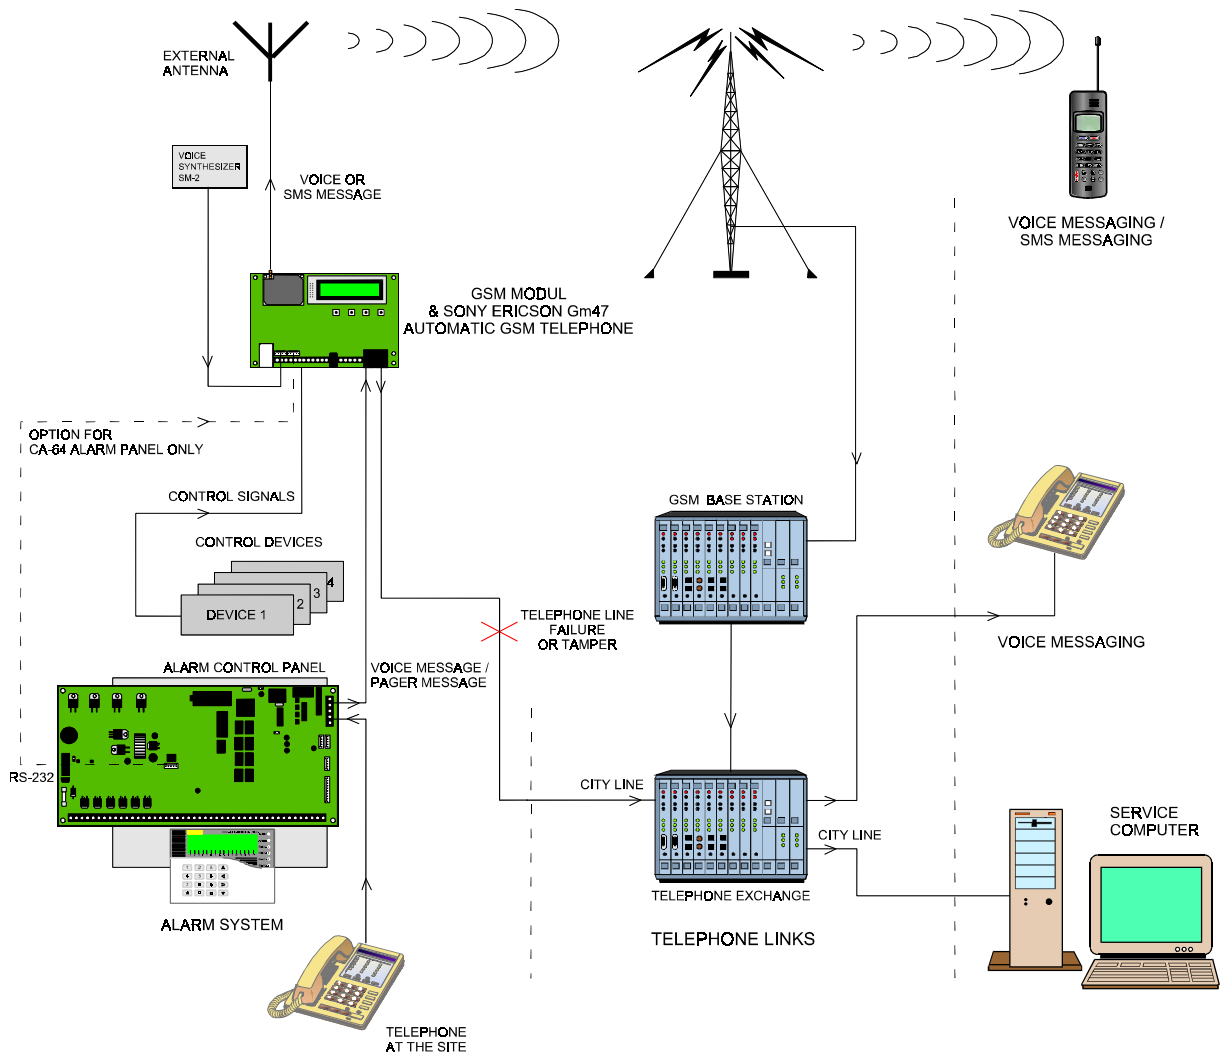 EXTERNAL
ANTENNA
VOICE
SYNTHESIZER
SM-2
VOICE OR
SMS MESSAGE
VOICE MESSAGING /
SMS MESSAGING
GSM MODUL
& SONY ERICSON Gm47
AUTOMATIC GSM TELEPHONE
OPTION FOR
CA-64 ALARM PANEL ONLY
CONTROL SIGNALS
GSM BASE STATION
CONTROL DEVICES
4
3
2
DEVICE 1
TELEPHONE LINE
FAILURE
OR TAMPER
VOICE MESSAGING
ALARM CONTROL PANEL
VOICE MESSAGE /
PAGER MESSAGE
RS-232
CITY LINE
CITY LINE
SERVICE
COMPUTER
TELEPHONE EXCHANGE
ALARM SYSTEM
TELEPHONE LINKS
TELEPHONE
AT THE SITE